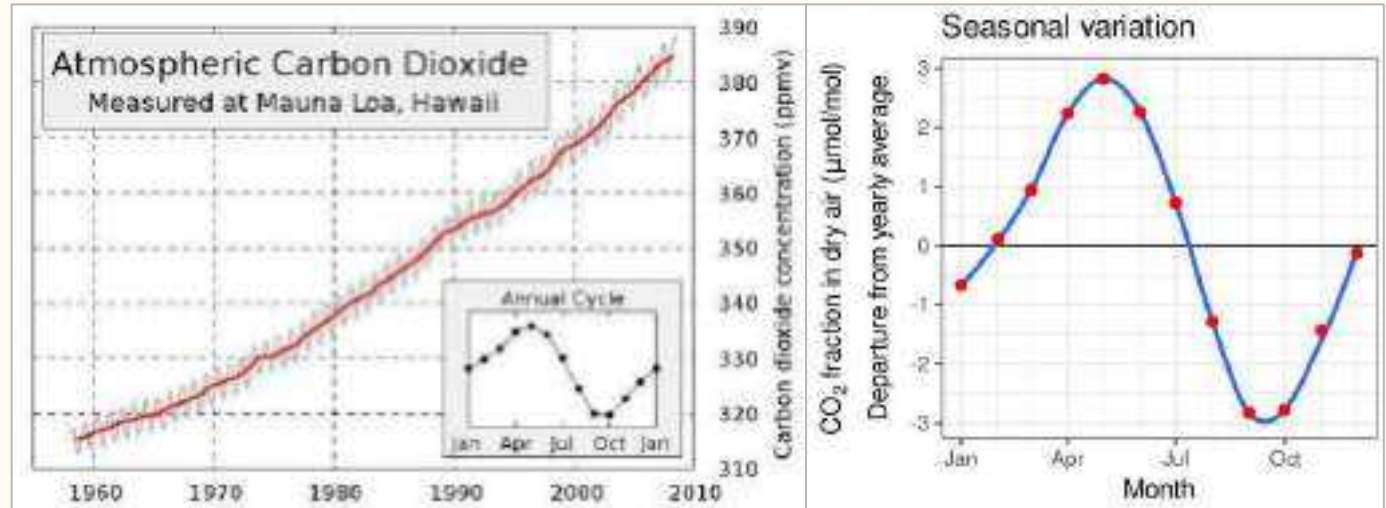 Atmospheric Carbon Dioxide
Measured at Mauna Loa, Hawaii
390
380
370
360
350
340
330
320
310
Carbon dioxide concentration (ppmv)
1960 1970 1980 1990 2000 2010
Annual Cycle
Jan Apr Jul Oct Jan
Seasonal variation
CO₂ fraction in dry air (µmol/mol)
Departure from yearly average
3
2
1
0
-1
-2
-3
Jan Apr Jul Oct
Month